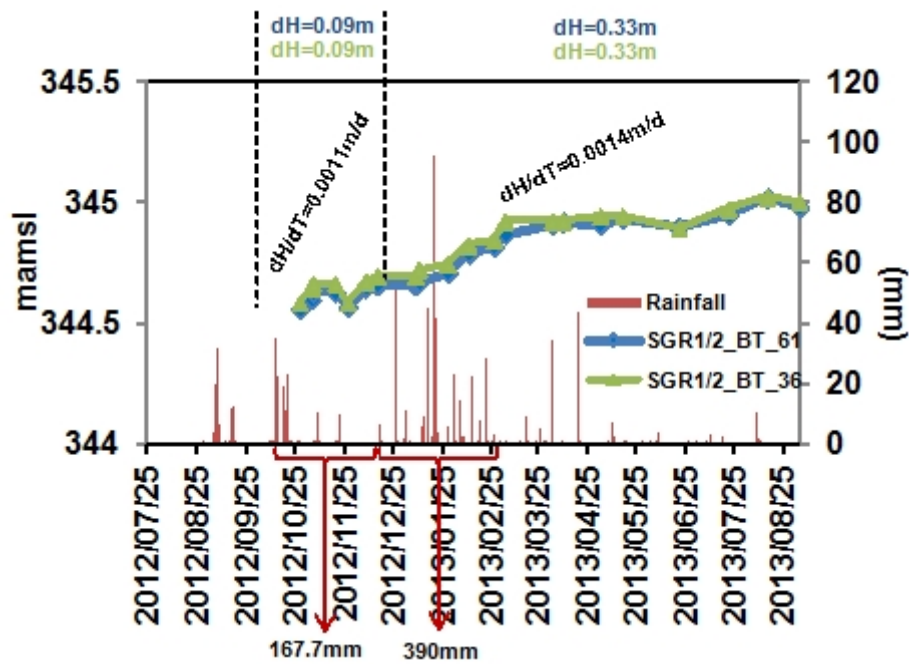 dH=0.09m
dH=0.09m
dH=0.33m
dH=0.33m
345.5
345
344.5
344
mamsl
120
100
80
60
40
20
0
(mm)
dH/dT=0.0011m/d
dH/dT=0.0014m/d
Rainfall
SGR1/2_BT_61
SGR1/2_BT_36
2012/07/25
2012/08/25
2012/09/25
2012/10/25
2012/11/25
2012/12/25
2013/01/25
2013/02/25
2013/03/25
2013/04/25
2013/05/25
2013/06/25
2013/07/25
2013/08/25
167.7mm
390mm